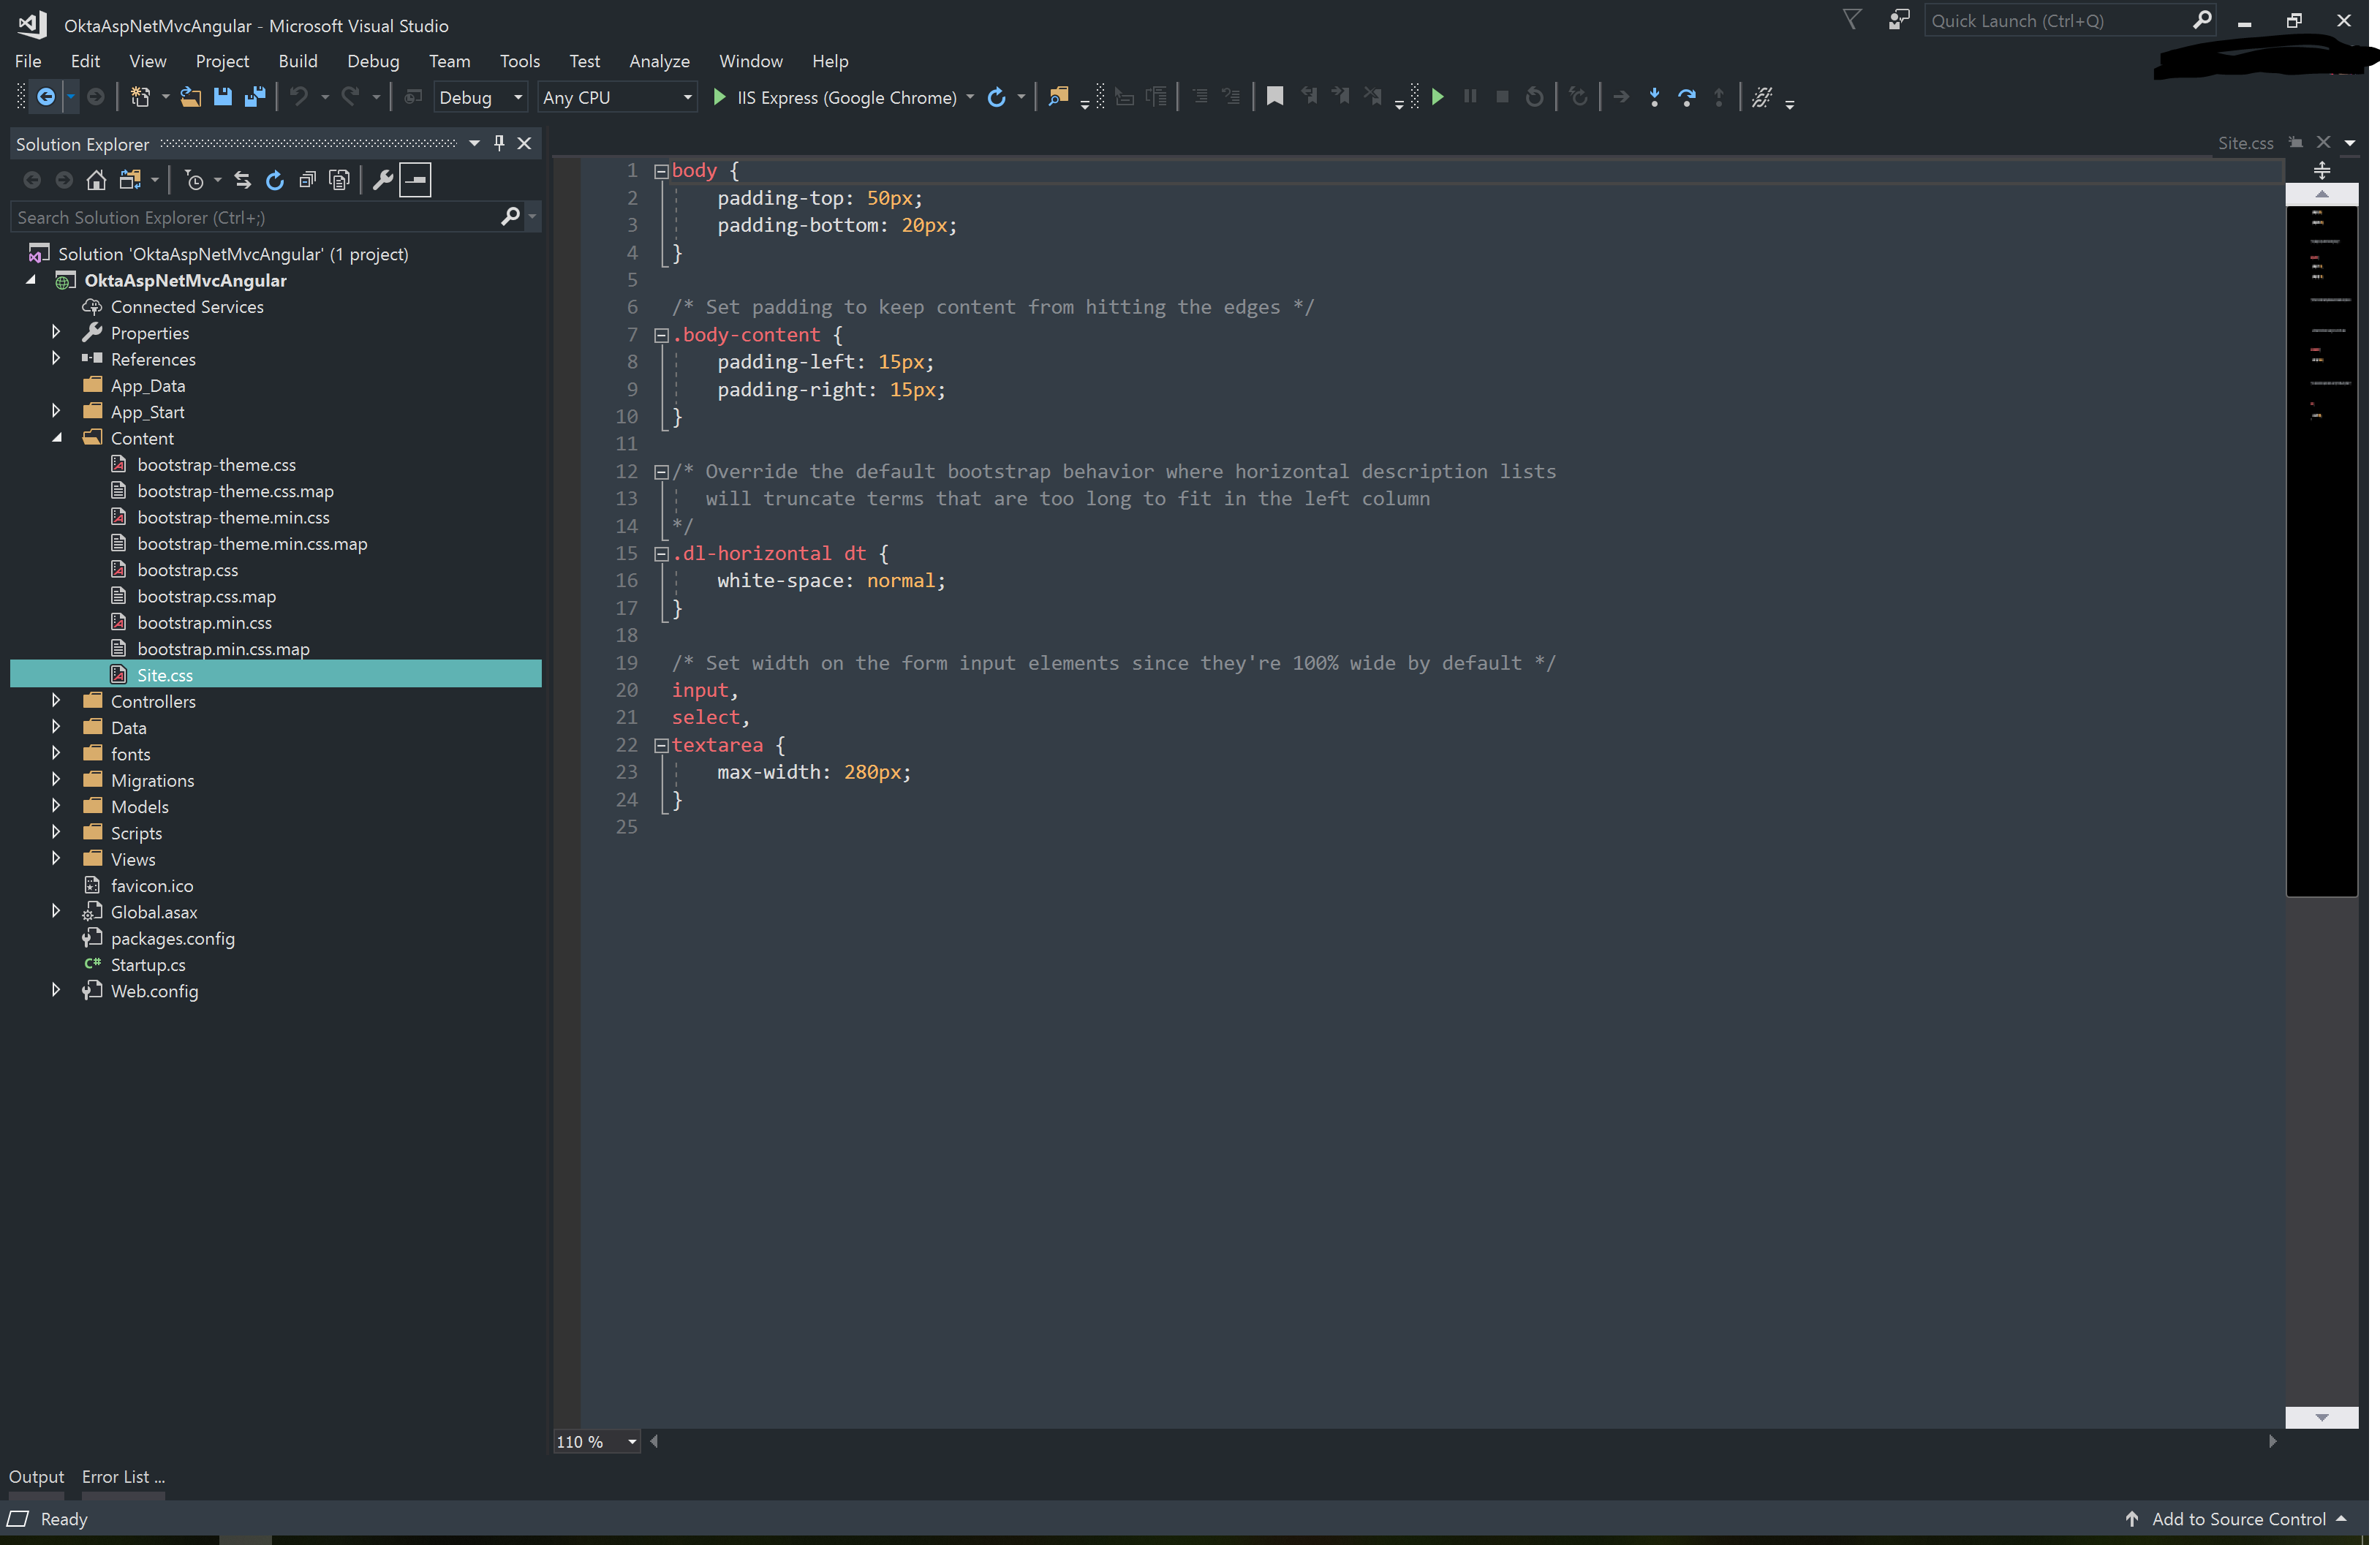 OktaAspNetMvcAngular - Microsoft Visual Studio
Quick Launch (Ctrl+Q)
File Edit View Project Build Debug Team Tools Test Analyze Window Help
Debug Any CPU IIS Express (Google Chrome)
Solution Explorer
Search Solution Explorer (Ctrl+;)
Solution 'OktaAspNetMvcAngular' (1 project)
OktaAspNetMvcAngular
Connected Services
Properties
References
App_Data
App_Start
Content
bootstrap-theme.css
bootstrap-theme.css.map
bootstrap-theme.min.css
bootstrap-theme.min.css.map
bootstrap.css
bootstrap.css.map
bootstrap.min.css
bootstrap.min.css.map
Site.css
Controllers
Data
fonts
Migrations
Models
Scripts
Views
favicon.ico
Global.asax
packages.config
C# Startup.cs
Web.config
Site.css
1 body {
2 padding-top: 50px;
3 padding-bottom: 20px;
4 }
5
6 /* Set padding to keep content from hitting the edges */
7 .body-content {
8 padding-left: 15px;
9 padding-right: 15px;
10 }
11
12 /* Override the default bootstrap behavior where horizontal description lists
13 will truncate terms that are too long to fit in the left column
14 */
15 .dl-horizontal dt {
16 white-space: normal;
17 }
18
19 /* Set width on the form input elements since they're 100% wide by default */
20 input,
21 select,
22 textarea {
23 max-width: 280px;
24 }
25
110 %
Output Error List ...
Ready
Add to Source Control